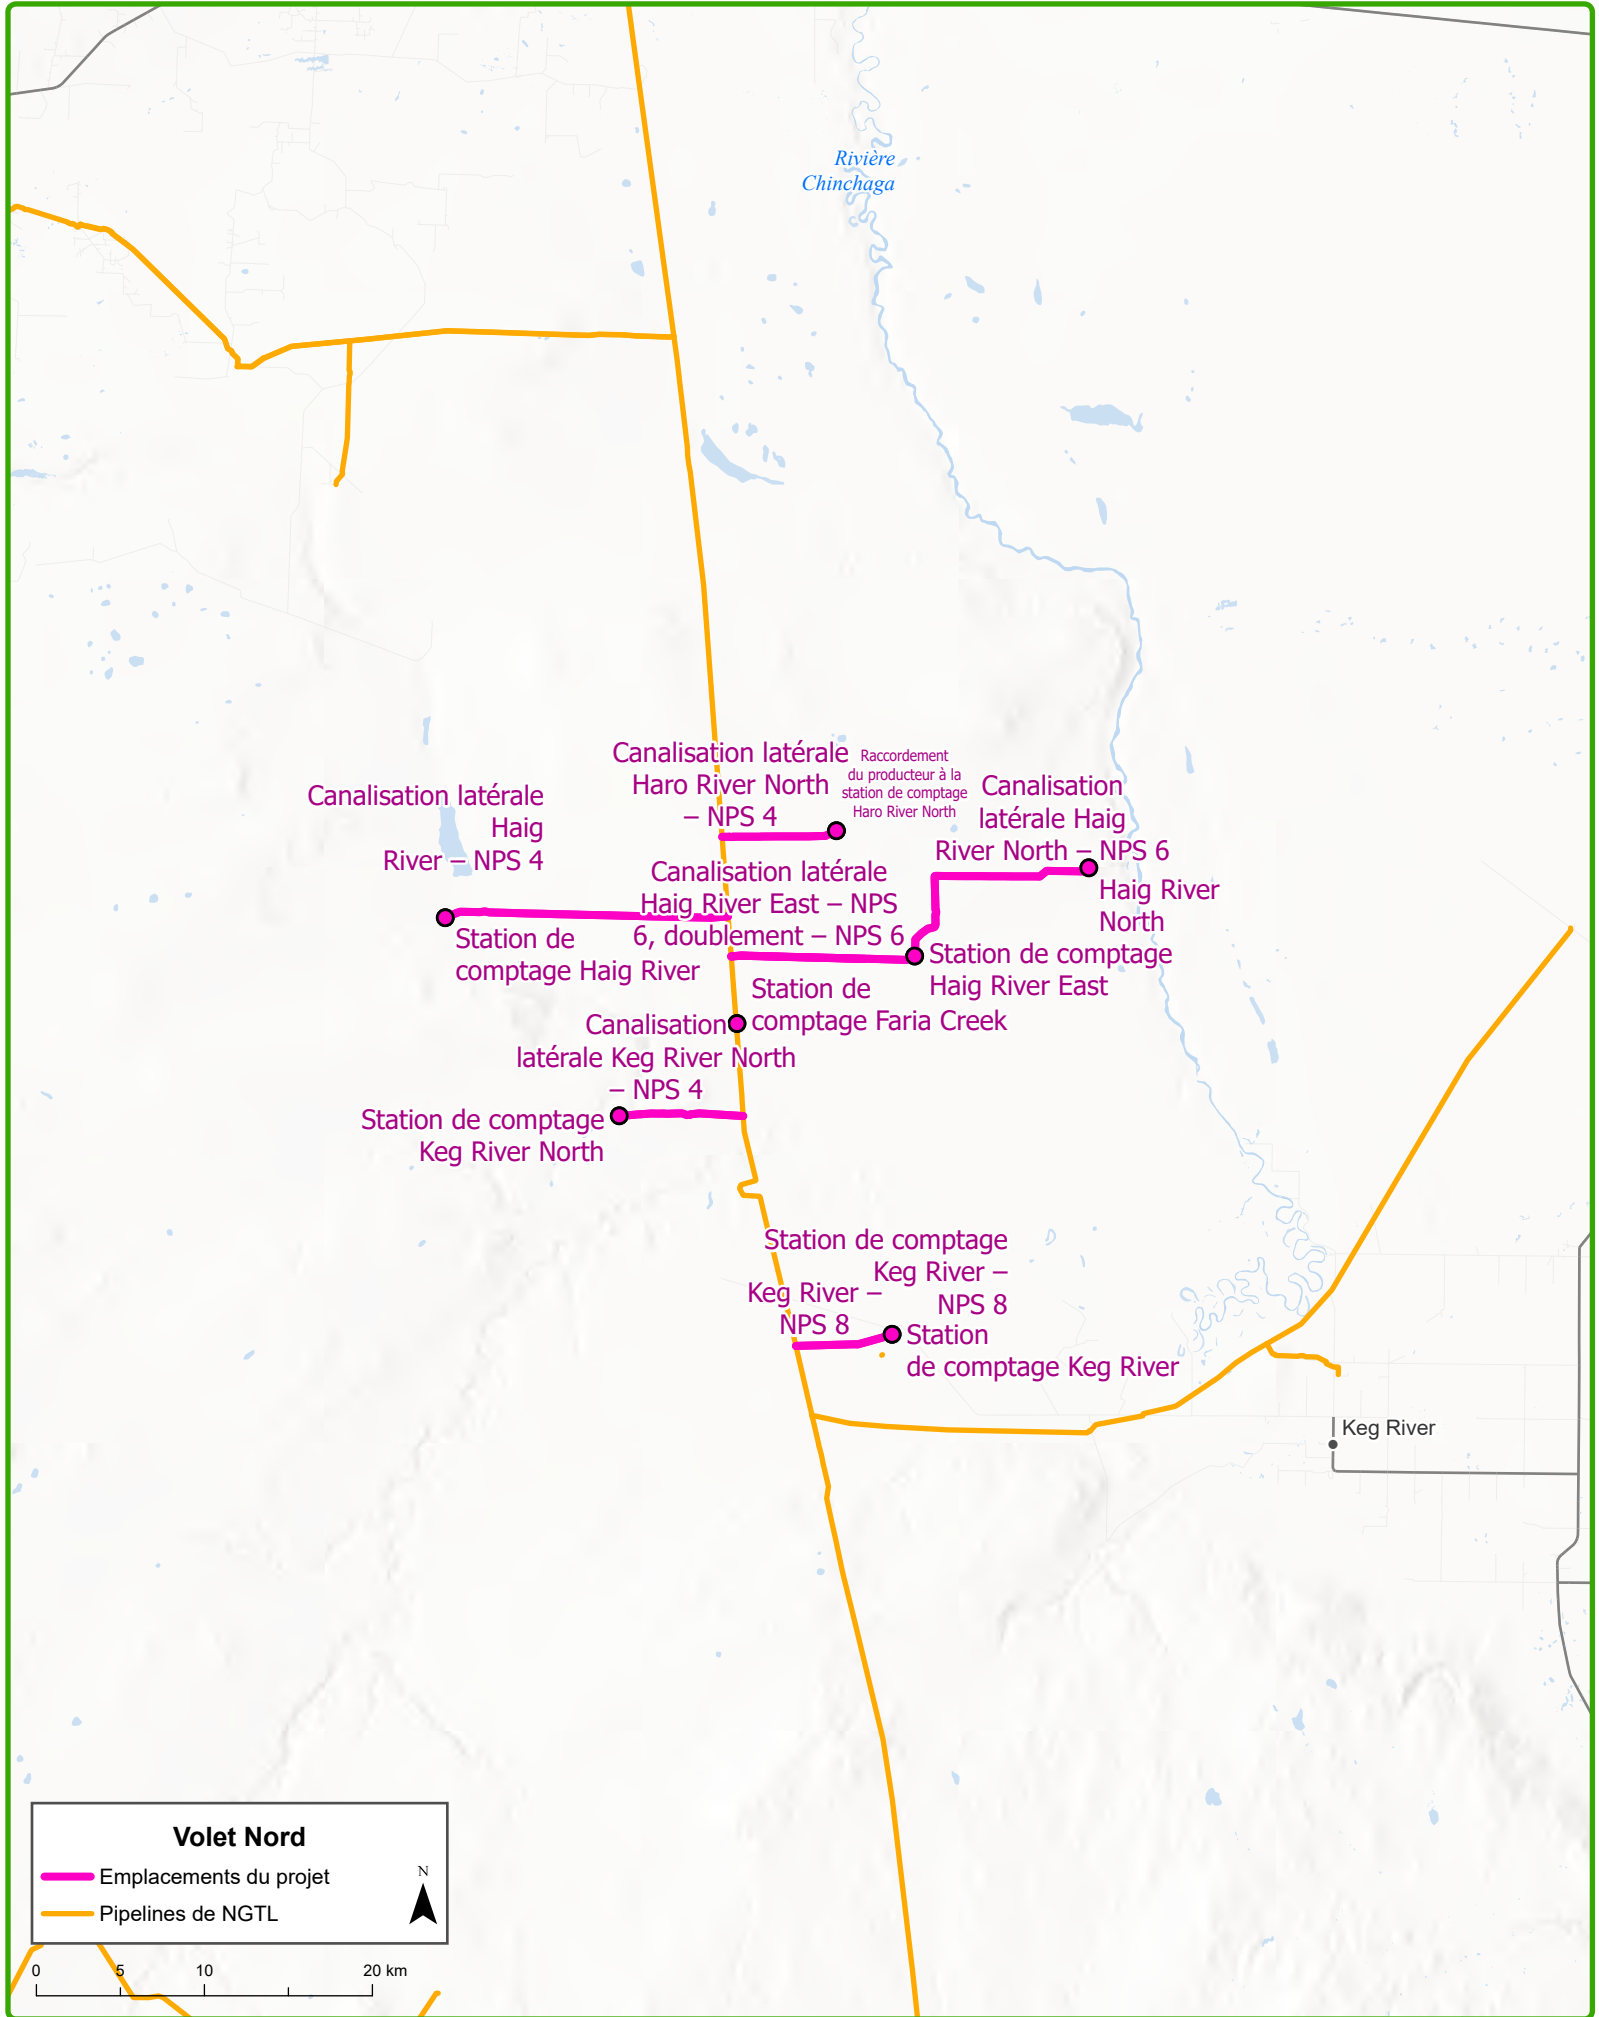 Rivière
Chinchaga
Canalisation latérale
Haro River North
– NPS 4
Raccordement
du producteur à la
station de comptage
Haro River North
Canalisation
latérale Haig
River North – NPS 6
Canalisation latérale
Haig
River – NPS 4
Canalisation latérale
Haig River East – NPS
6, doublement – NPS 6
Haig River
North
Station de
comptage Haig River
Station de comptage
Haig River East
Station de
comptage Faria Creek
Canalisation
latérale Keg River North
– NPS 4
Station de comptage
Keg River North
Station de comptage
Keg River –
NPS 8
Keg River –
NPS 8
Station
de comptage Keg River
Keg River
Volet Nord
Emplacements du projet
Pipelines de NGTL
N
0 5 10 20 km